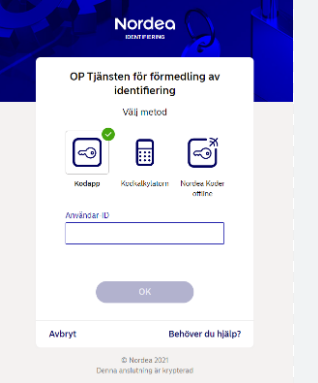 Nordea
IDENTIFIERING
OP Tjänsten för förmedling av
identifiering
Välj metod
Kodapp
Kodkalkylatorn
Nordea Koder
offline
Användar ID
OK
Avbryt
Behöver du hjälp?
© Nordea 2021
Denna anslutning är krypterad